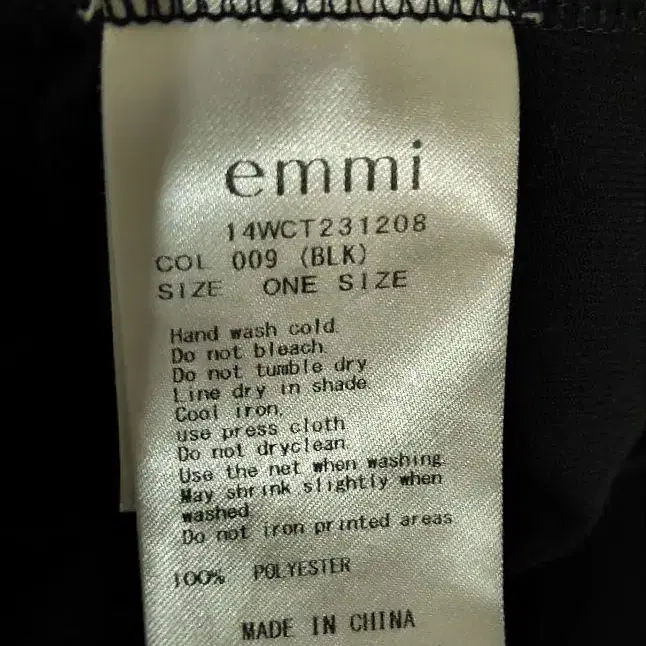 emmi
14WCT231208
COL 009 (BLK)
SIZE ONE SIZE
Hand wash cold.
Do not bleach.
Do not tumble dry
Line dry in shade.
Cool iron,
use press cloth
Do not dryclean
Use the net when washing.
May shrink slightly when
washed.
Do not iron printed areas
100% POLYESTER
MADE IN CHINA